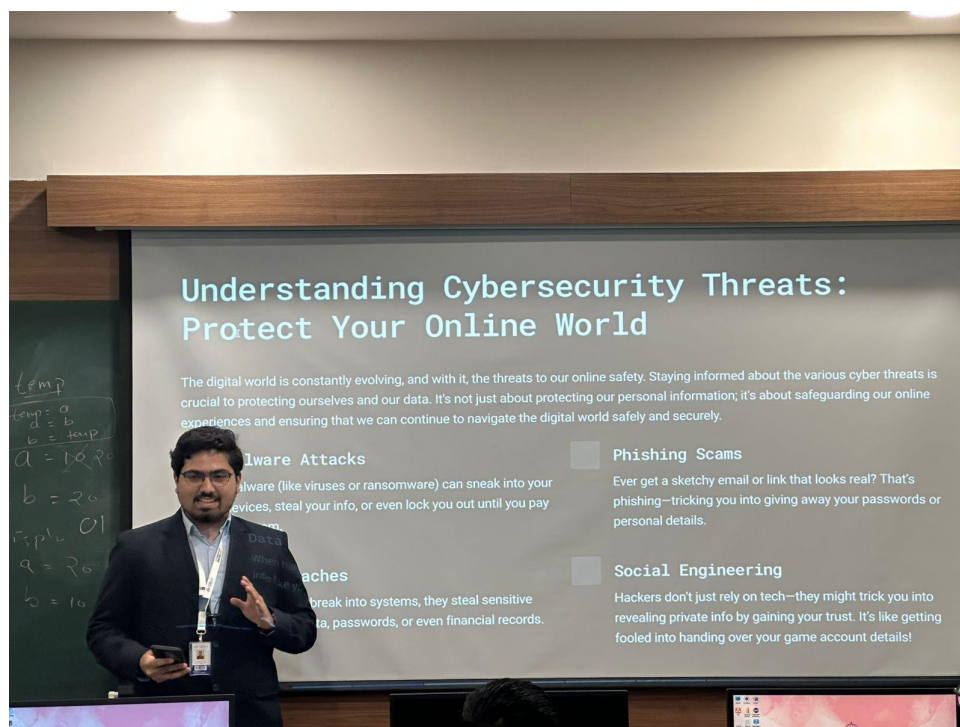 Understanding Cybersecurity Threats:
Protect Your Online World
The digital world is constantly evolving, and with it, the threats to our online safety. Staying informed about the various cyber threats is
crucial to protecting ourselves and our data. It's not just about protecting our personal information; it's about safeguarding our online
experiences and ensuring that we can continue to navigate the digital world safely and securely.
lware Attacks
alware (like viruses or ransomware) can sneak into your
evices, steal your info, or even lock you out until you pay
m.
Phishing Scams
Ever get a sketchy email or link that looks real? That's
phishing—tricking you into giving away your passwords or
personal details.
Data
aches
When
break into systems, they steal sensitive
ta, passwords, or even financial records.
Social Engineering
Hackers don't just rely on tech—they might trick you into
revealing private info by gaining your trust. It's like getting
fooled into handing over your game account details!
temp
temp = a
a = b
b = temp
a = 10 20
b = 20
O1
a = 20
b = 10